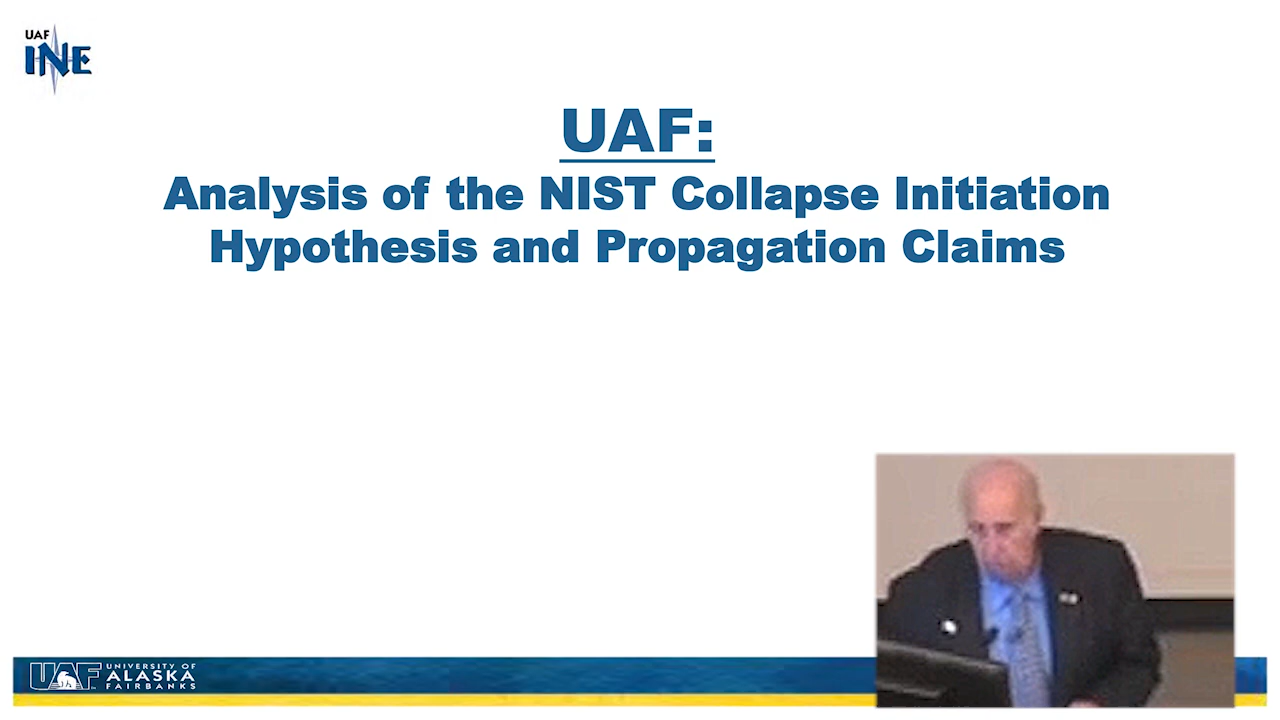 UAF
INE
UAF:
Analysis of the NIST Collapse Initiation
Hypothesis and Propagation Claims
UAF UNIVERSITY OF
ALASKA
FAIRBANKS